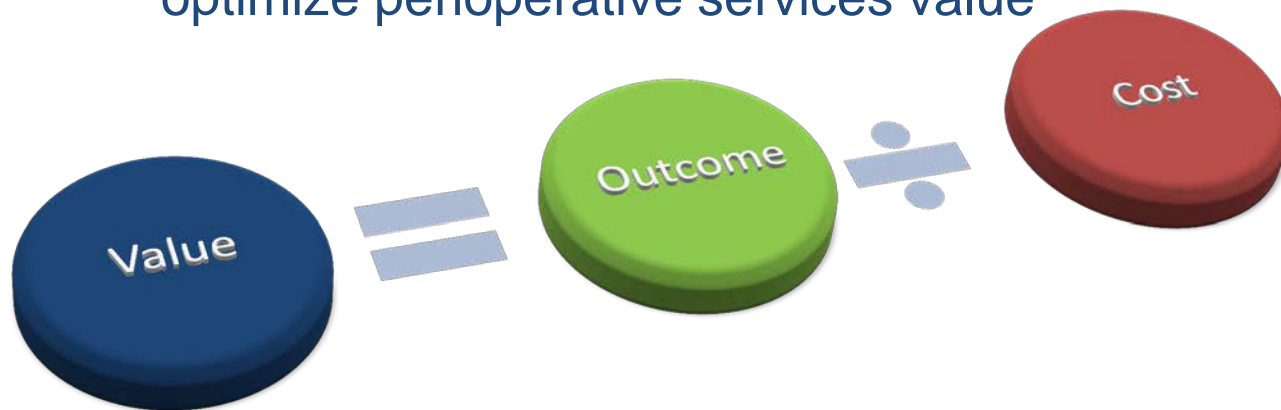 optimize perioperative services value
Value = Outcome ÷ Cost